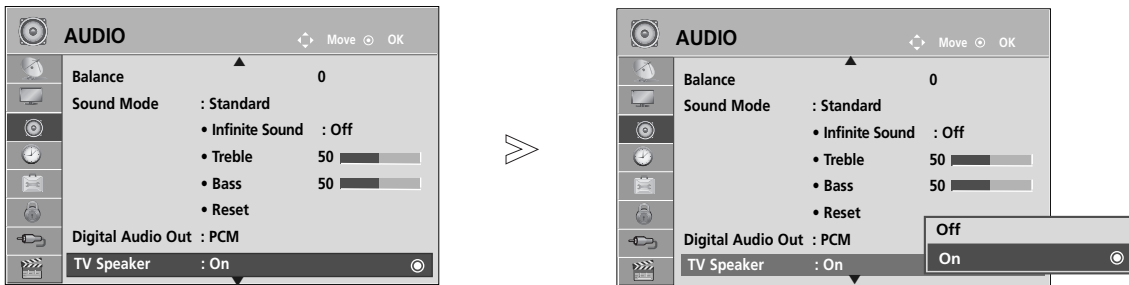 AUDIO
Move OK
Balance 0
Sound Mode : Standard
• Infinite Sound : Off
• Treble 50
• Bass 50
• Reset
Digital Audio Out : PCM
TV Speaker : On
AUDIO
Move OK
Balance 0
Sound Mode : Standard
• Infinite Sound : Off
• Treble 50
• Bass 50
• Reset
Digital Audio Out : PCM
TV Speaker : On
Off
On